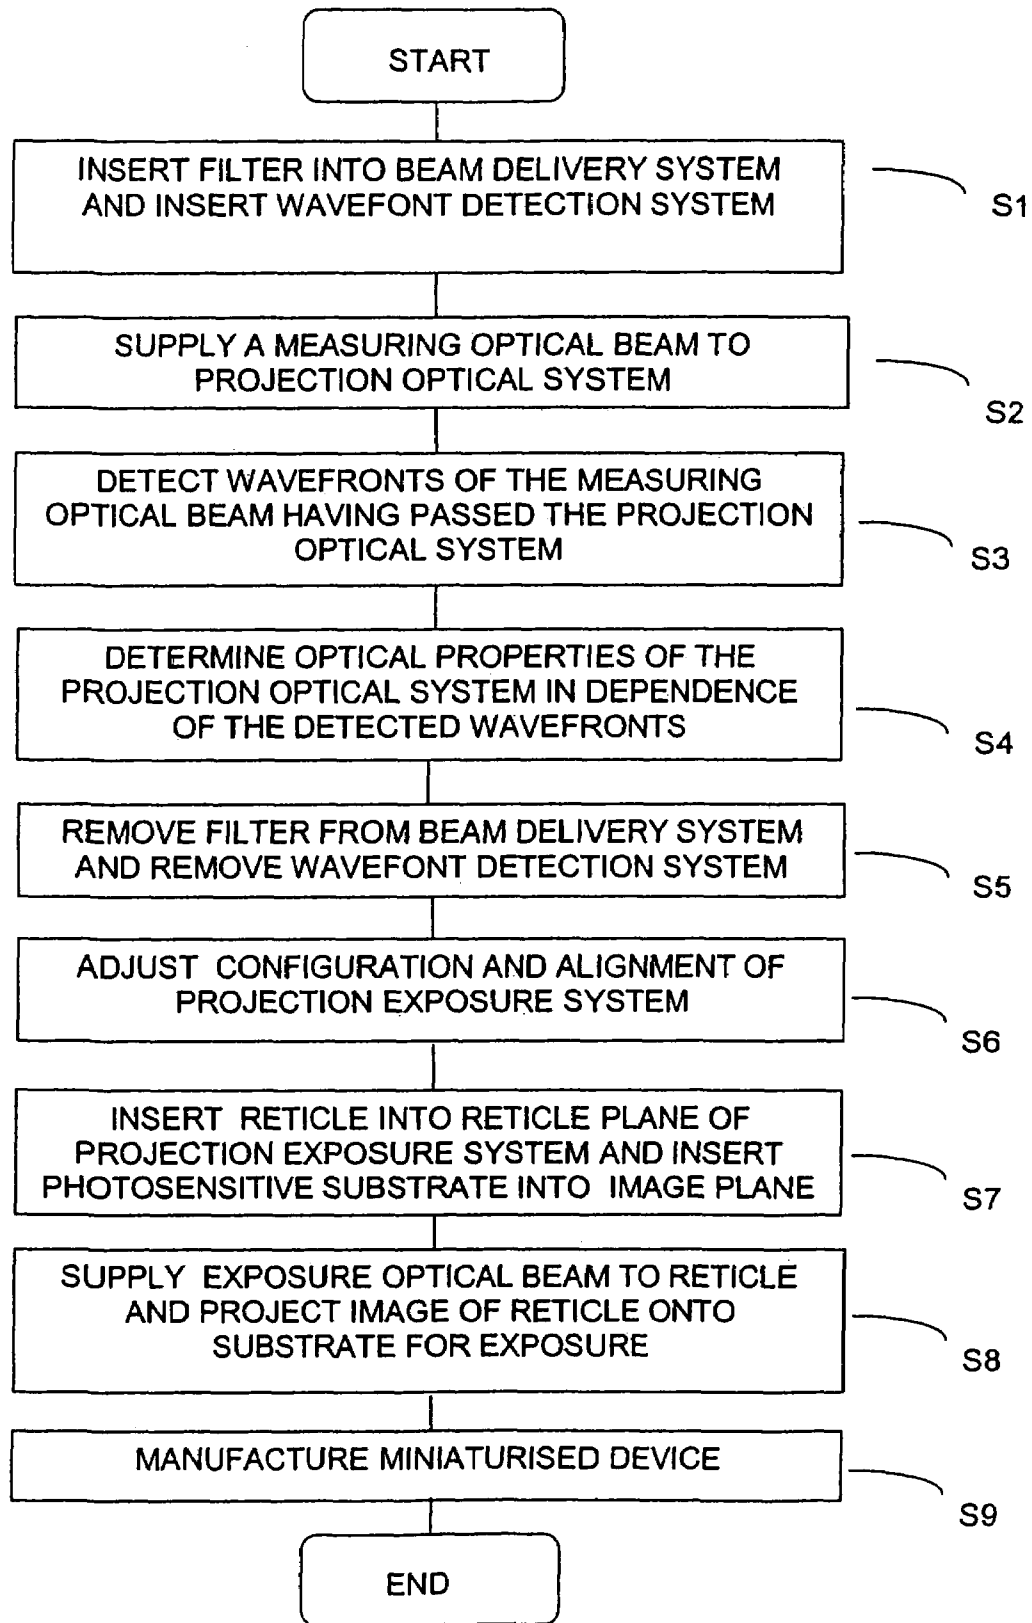 START
INSERT FILTER INTO BEAM DELIVERY SYSTEM
AND INSERT WAVEFONT DETECTION SYSTEM
S1
SUPPLY A MEASURING OPTICAL BEAM TO
PROJECTION OPTICAL SYSTEM
S2
DETECT WAVEFRONTS OF THE MEASURING
OPTICAL BEAM HAVING PASSED THE PROJECTION
OPTICAL SYSTEM
S3
DETERMINE OPTICAL PROPERTIES OF THE
PROJECTION OPTICAL SYSTEM IN DEPENDENCE
OF THE DETECTED WAVEFRONTS
S4
REMOVE FILTER FROM BEAM DELIVERY SYSTEM
AND REMOVE WAVEFONT DETECTION SYSTEM
S5
ADJUST CONFIGURATION AND ALIGNMENT OF
PROJECTION EXPOSURE SYSTEM
S6
INSERT RETICLE INTO RETICLE PLANE OF
PROJECTION EXPOSURE SYSTEM AND INSERT
PHOTOSENSITIVE SUBSTRATE INTO IMAGE PLANE
S7
SUPPLY EXPOSURE OPTICAL BEAM TO RETICLE
AND PROJECT IMAGE OF RETICLE ONTO
SUBSTRATE FOR EXPOSURE
S8
MANUFACTURE MINIATURISED DEVICE
S9
END